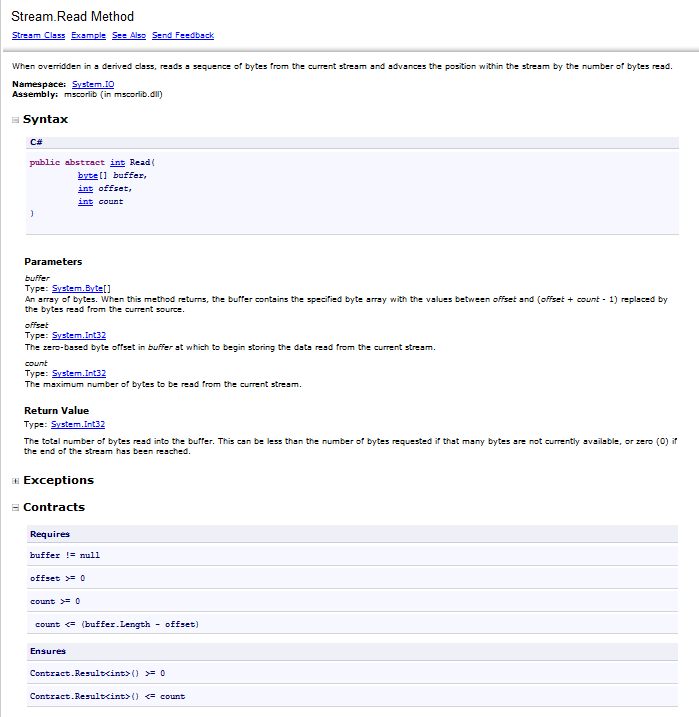 Stream.Read Method
Stream Class Example See Also Send Feedback
When overridden in a derived class, reads a sequence of bytes from the current stream and advances the position within the stream by the number of bytes read.
Namespace: System.IO
Assembly: mscorlib (in mscorlib.dll)
Syntax
C#
public abstract int Read(
byte[] buffer,
int offset,
int count
)
Parameters
buffer
Type: System.Byte[]
An array of bytes. When this method returns, the buffer contains the specified byte array with the values between offset and (offset + count - 1) replaced by
the bytes read from the current source.
offset
Type: System.Int32
The zero-based byte offset in buffer at which to begin storing the data read from the current stream.
count
Type: System.Int32
The maximum number of bytes to be read from the current stream.
Return Value
Type: System.Int32
The total number of bytes read into the buffer. This can be less than the number of bytes requested if that many bytes are not currently available, or zero (0) if
the end of the stream has been reached.
Exceptions
Contracts
Requires
buffer != null
offset >= 0
count >= 0
count <= (buffer.Length - offset)
Ensures
Contract.Result<int>() >= 0
Contract.Result<int>() <= count